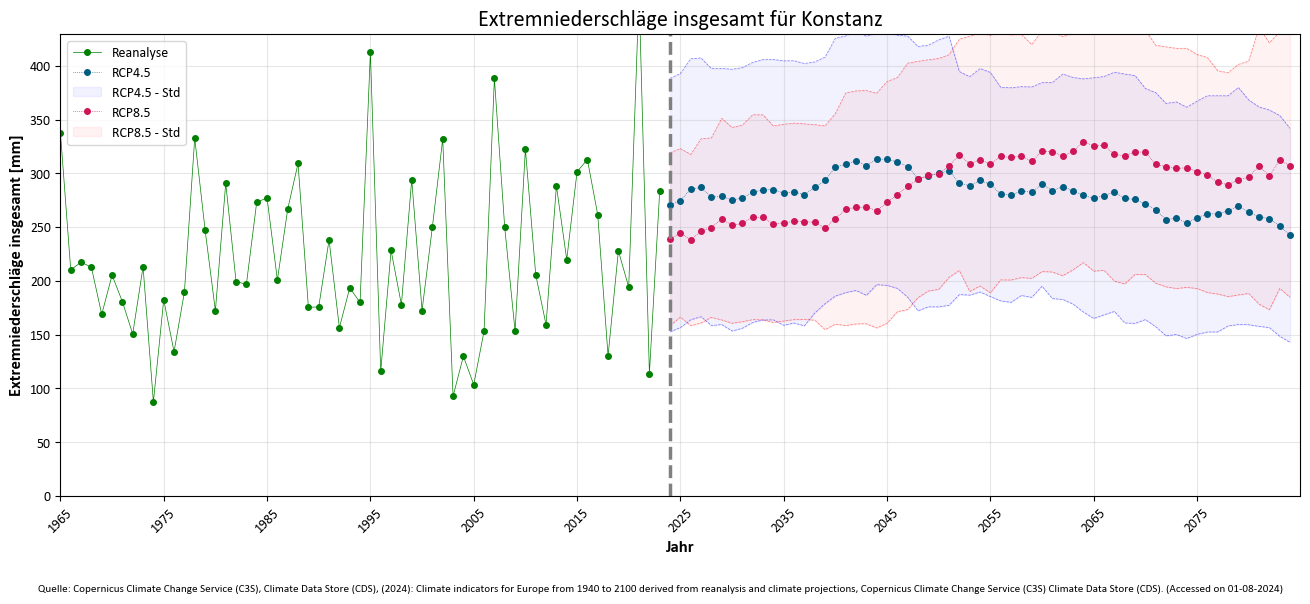 Extremniederschläge insgesamt für Konstanz
Extremniederschläge insgesamt [mm]
400
350
300
250
200
150
100
50
0
Reanalyse
RCP4.5
RCP4.5 - Std
RCP8.5
RCP8.5 - Std
1965 1975 1985 1995 2005 2015 2025 2035 2045 2055 2065 2075
Jahr
Quelle: Copernicus Climate Change Service (C3S), Climate Data Store (CDS), (2024): Climate indicators for Europe from 1940 to 2100 derived from reanalysis and climate projections, Copernicus Climate Change Service (C3S) Climate Data Store (CDS). (Accessed on 01-08-2024)